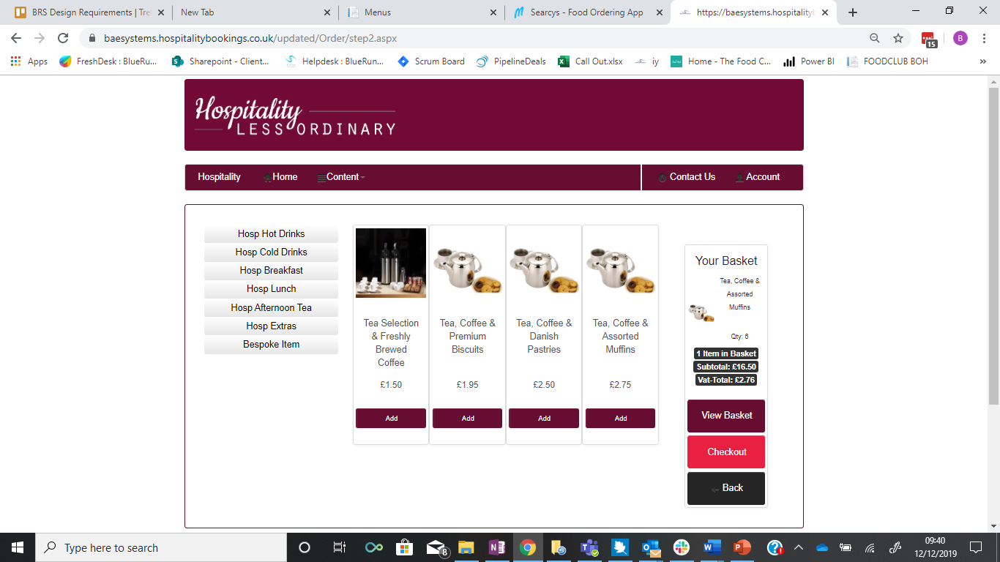 BRS Design Requirements | Tre
New Tab
Menus
Searcys - Food Ordering App
https://baesystems.hospitalityb
baesystems.hospitalitybookings.co.uk/updated/Order/step2.aspx
B
15
Apps
FreshDesk : BlueRu...
Sharepoint - Client...
Helpdesk : BlueRun...
Scrum Board
PipelineDeals
Call Out.xlsx
iy
Home - The Food C...
Power BI
FOODCLUB BOH
»
Hospitality
LESS ORDINARY
Hospitality
Home
Content
Contact Us
Account
Hosp Hot Drinks
Hosp Cold Drinks
Hosp Breakfast
Hosp Lunch
Hosp Afternoon Tea
Hosp Extras
Bespoke Item
Tea Selection
& Freshly
Brewed
Coffee
£1.50
Add
Tea, Coffee &
Premium
Biscuits
£1.95
Add
Tea, Coffee &
Danish
Pastries
£2.50
Add
Tea, Coffee &
Assorted
Muffins
£2.75
Add
Your Basket
Tea, Coffee &
Assorted
Muffins
Qty: 6
1 Item in Basket
Subtotal: £16.50
Vat-Total: £2.76
View Basket
Checkout
Back
Type here to search
8
09:40
12/12/2019